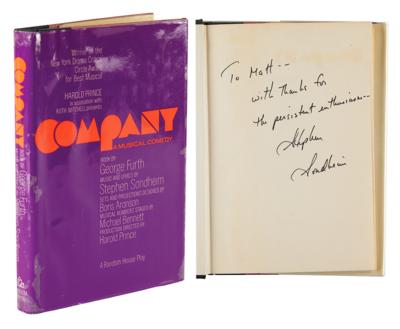 Winner of the
New York Drama Critics
Circle Award
for Best Musical
HAROLD PRINCE
in association with
RUTH MITCHELL presents
COMPANY
A MUSICAL COMEDY
BOOK BY
George Furth
MUSIC AND LYRICS BY
Stephen Sondheim
SETS AND PROJECTIONS DESIGNED BY
Boris Aronson
MUSICAL NUMBERS STAGED BY
Michael Bennett
PRODUCTION DIRECTED BY
Harold Prince
A Random House Play
To Matt--
with thanks for
the persistent enthusiasm--
Stephen
Sondheim